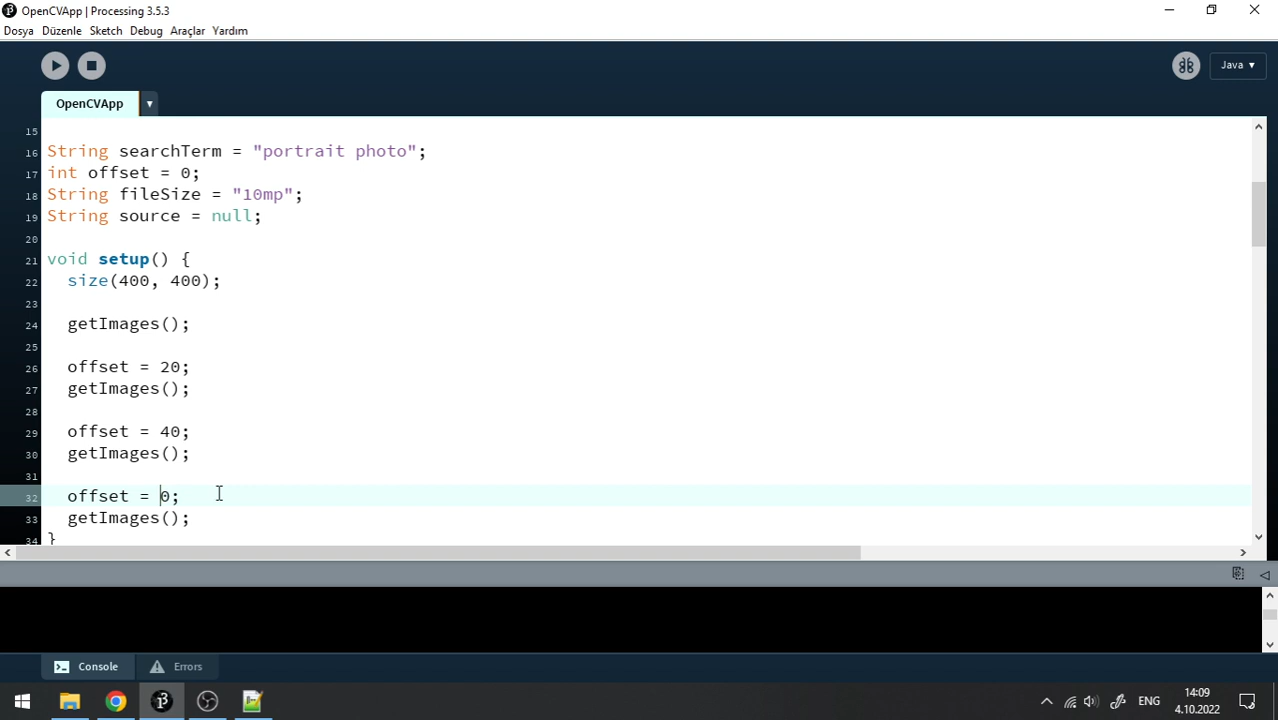 OpenCVApp | Processing 3.5.3
Dosya Düzenle Sketch Debug Araçlar Yardım
Java ▾
OpenCVApp ▾
15
16 String searchTerm = "portrait photo";
17 int offset = 0;
18 String fileSize = "10mp";
19 String source = null;
20
21 void setup() {
22 size(400, 400);
23
24 getImages();
25
26 offset = 20;
27 getImages();
28
29 offset = 40;
30 getImages();
31
32 offset = 0;
33 getImages();
34 }
Console Errors
ENG
14:09
4.10.2022